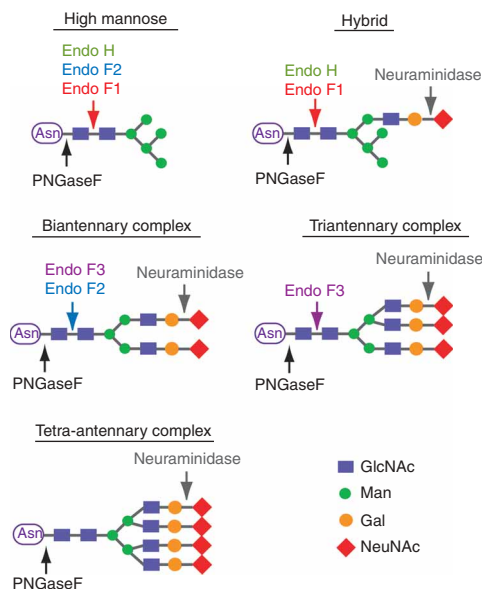 High mannose
Endo H
Endo F2
Endo F1
Asn
PNGaseF
Hybrid
Endo H
Endo F1
Neuraminidase
Asn
PNGaseF
Biantennary complex
Endo F3
Endo F2
Neuraminidase
Asn
PNGaseF
Triantennary complex
Neuraminidase
Endo F3
Asn
PNGaseF
Tetra-antennary complex
Neuraminidase
Asn
PNGaseF
GlcNAc
Man
Gal
NeuNAc